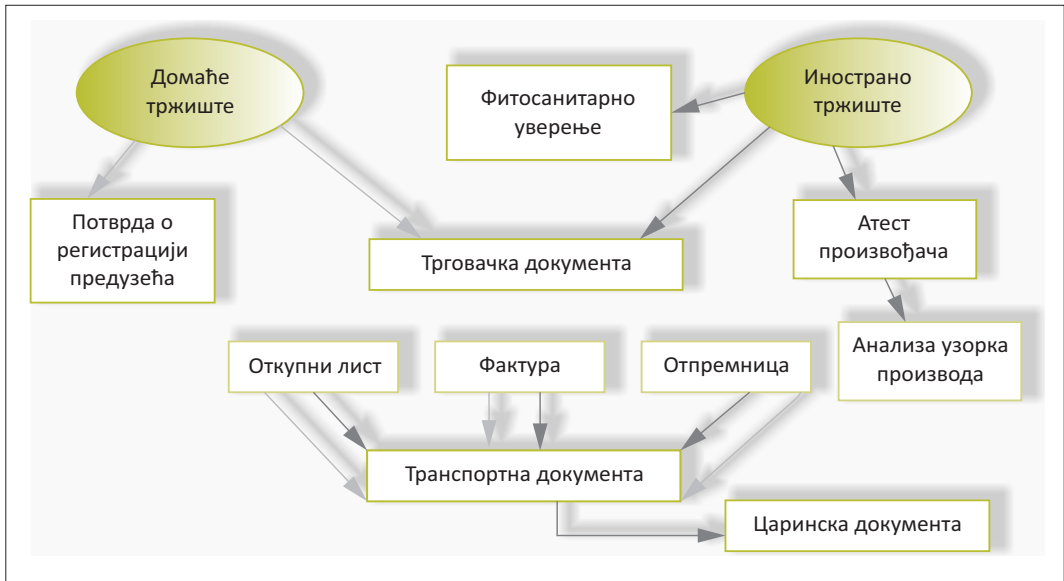 Домаће
тржиште
Фитосанитарно
уверење
Инострано
тржиште
Потврда о
регистрацији
предузећа
Трговачка документа
Атест
произвођача
Откупни лист
Фактура
Отпремница
Анализа узорка
производа
Транспортна документа
Царинска документа